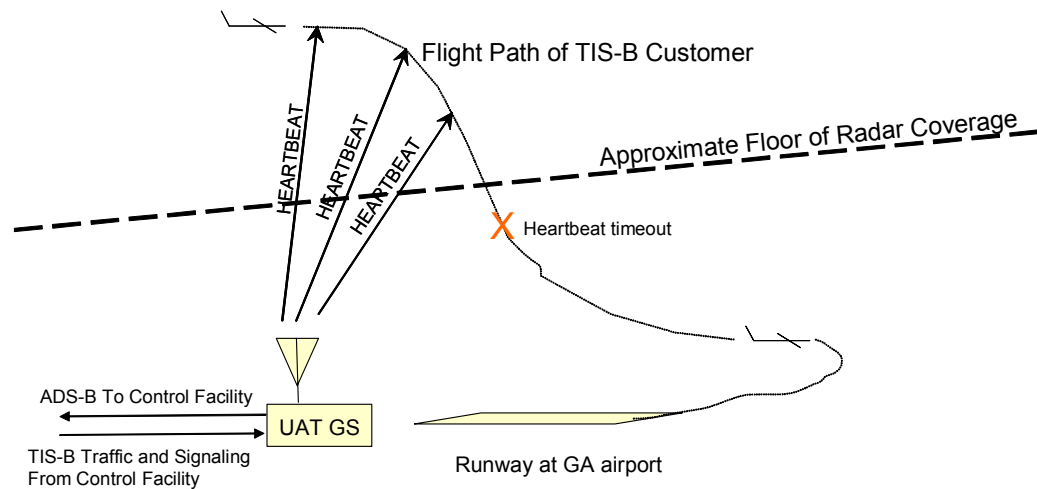 Flight Path of TIS-B Customer
HEARTBEAT
HEARTBEAT
HEARTBEAT
Approximate Floor of Radar Coverage
X Heartbeat timeout
ADS-B To Control Facility
UAT GS
TIS-B Traffic and Signaling
From Control Facility
Runway at GA airport